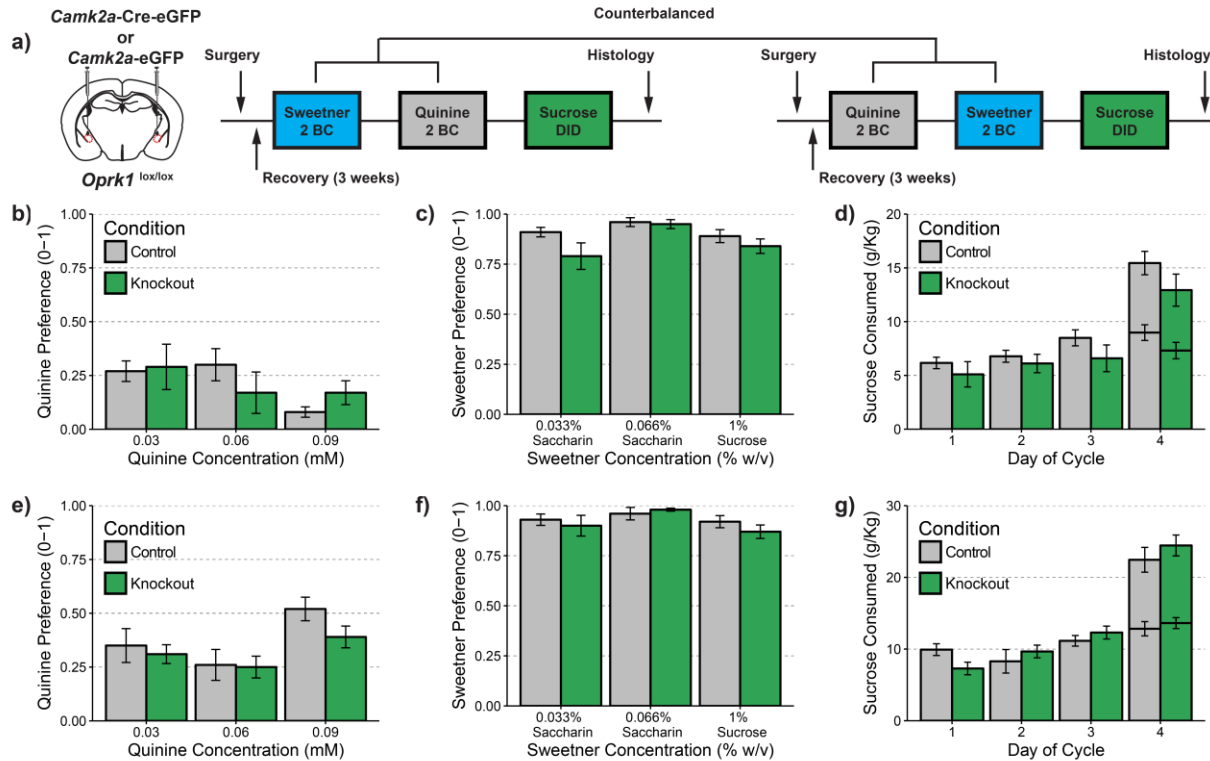 a)
Camk2a-Cre-eGFP
or
Camk2a-eGFP
Oprk1 lox/lox
Counterbalanced
Surgery
Histology
Sweetner
2 BC
Quinine
2 BC
Sucrose
DID
Recovery (3 weeks)
Surgery
Histology
Quinine
2 BC
Sweetner
2 BC
Sucrose
DID
Recovery (3 weeks)
b)
Quinine Preference (0−1)
1.00
0.75
0.50
0.25
0.00
Condition
Control
Knockout
0.03 0.06 0.09
Quinine Concentration (mM)
c)
Sweetner Preference (0−1)
1.00
0.75
0.50
0.25
0.00
0.033% 0.066% 1%
Saccharin Saccharin Sucrose
Sweetner Concentration (% w/v)
d)
Sucrose Consumed (g/Kg)
20
15
10
5
0
Condition
Control
Knockout
1 2 3 4
Day of Cycle
e)
Quinine Preference (0−1)
1.00
0.75
0.50
0.25
0.00
Condition
Control
Knockout
0.03 0.06 0.09
Quinine Concentration (mM)
f)
Sweetner Preference (0−1)
1.00
0.75
0.50
0.25
0.00
0.033% 0.066% 1%
Saccharin Saccharin Sucrose
Sweetner Concentration (% w/v)
g)
Sucrose Consumed (g/Kg)
30
20
10
0
Condition
Control
Knockout
1 2 3 4
Day of Cycle